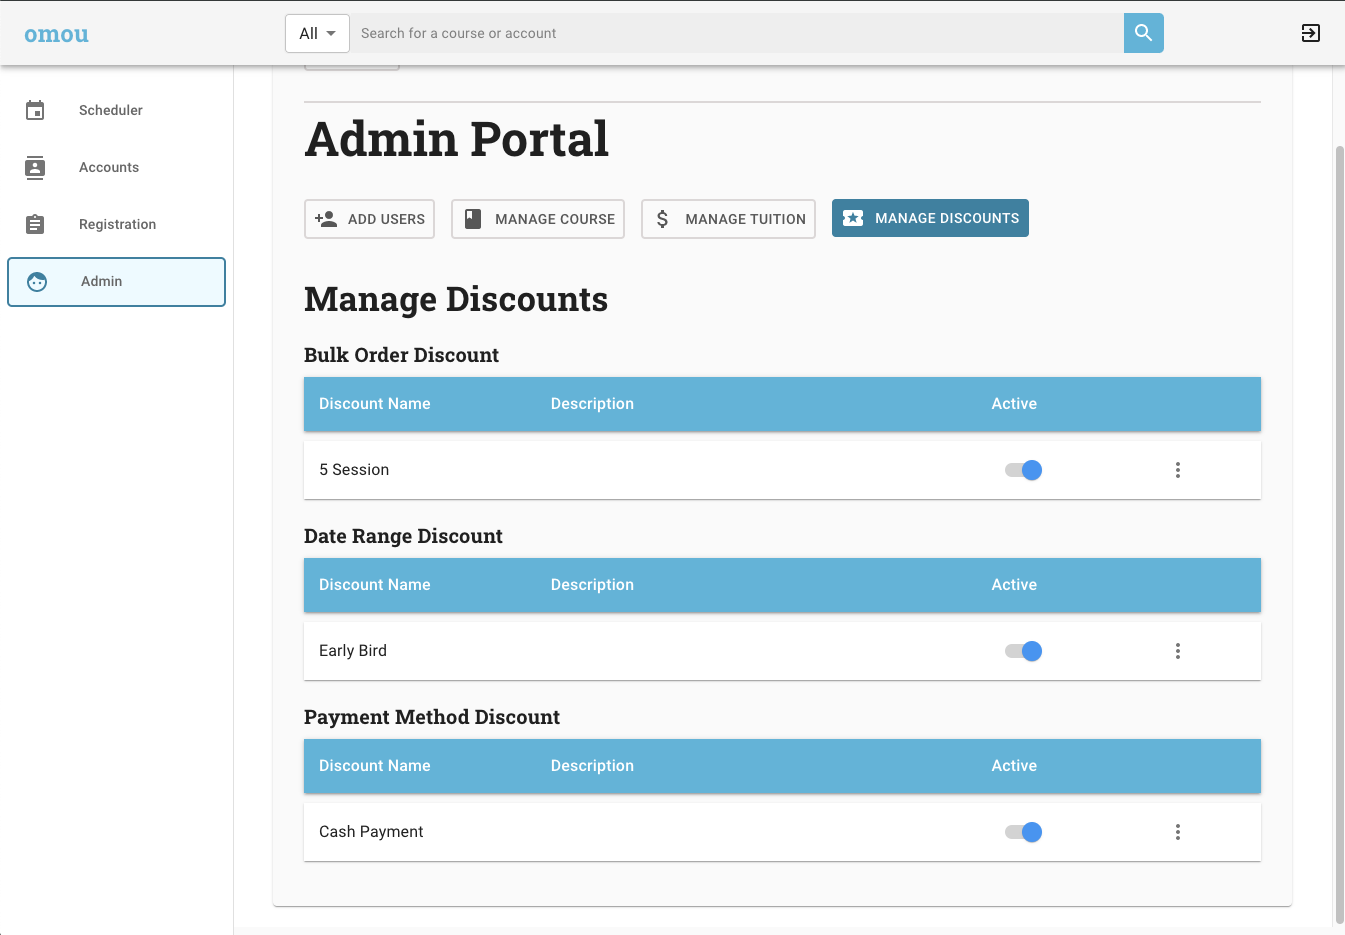 omou
All
Search for a course or account
Scheduler
Accounts
Registration
Admin
Admin Portal
ADD USERS
MANAGE COURSE
MANAGE TUITION
MANAGE DISCOUNTS
Manage Discounts
Bulk Order Discount
Discount Name Description Active
5 Session
Date Range Discount
Discount Name Description Active
Early Bird
Payment Method Discount
Discount Name Description Active
Cash Payment